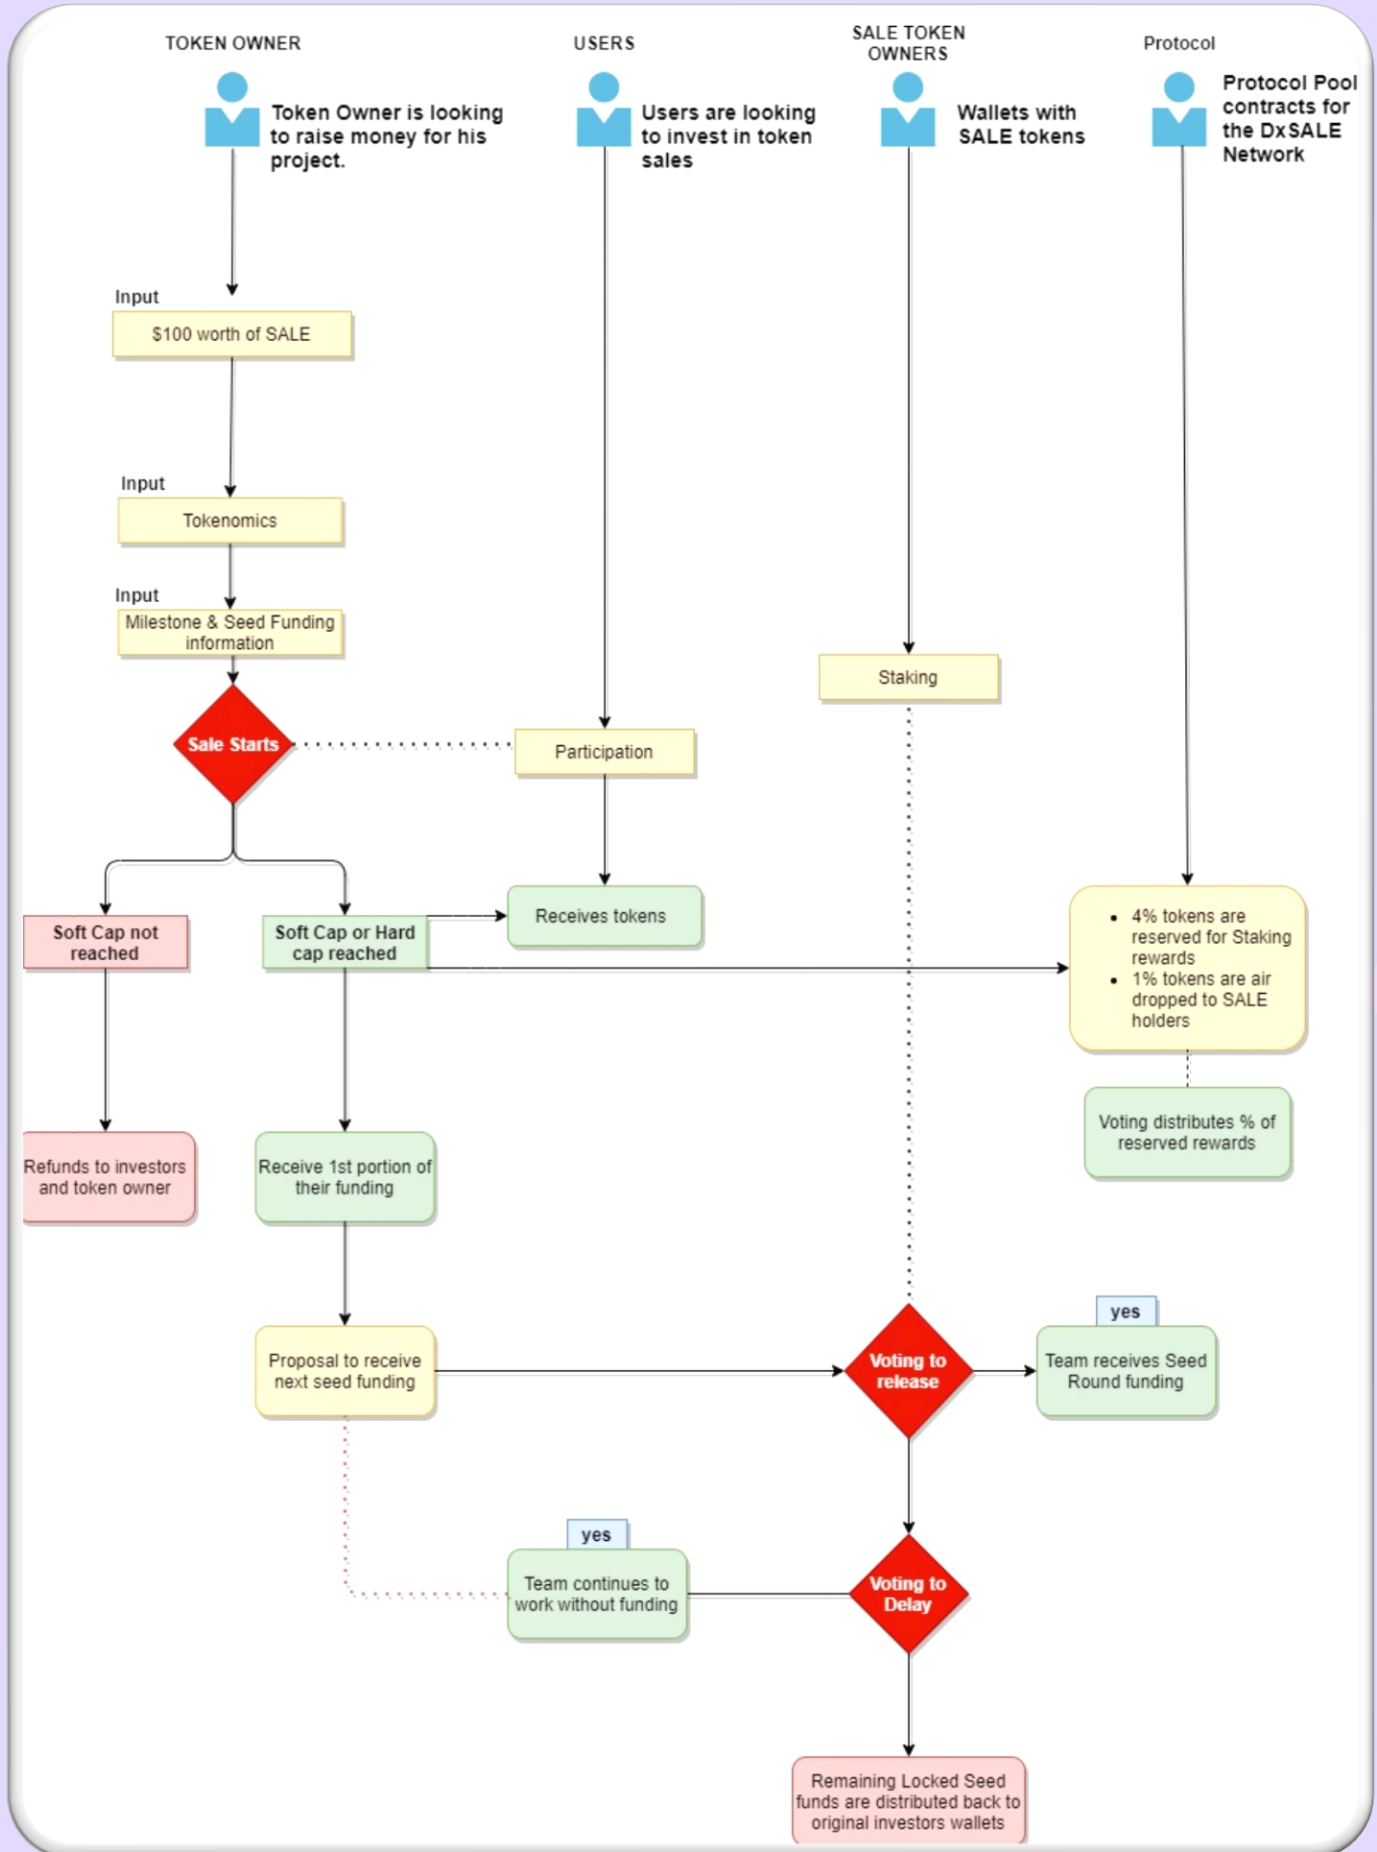 TOKEN OWNER
USERS
SALE TOKEN
OWNERS
Protocol
Token Owner is looking
to raise money for his
project.
Users are looking
to invest in token
sales
Wallets with
SALE tokens
Protocol Pool
contracts for
the DxSALE
Network
Input
$100 worth of SALE
Input
Tokenomics
Input
Milestone & Seed Funding
information
Staking
Sale Starts
Participation
Soft Cap not
reached
Soft Cap or Hard
cap reached
Receives tokens
• 4% tokens are
reserved for Staking
rewards
• 1% tokens are air
dropped to SALE
holders
Voting distributes % of
reserved rewards
Refunds to investors
and token owner
Receive 1st portion of
their funding
Proposal to receive
next seed funding
Voting to
release
yes
Team receives Seed
Round funding
yes
Team continues to
work without funding
Voting to
Delay
Remaining Locked Seed
funds are distributed back to
original investors wallets